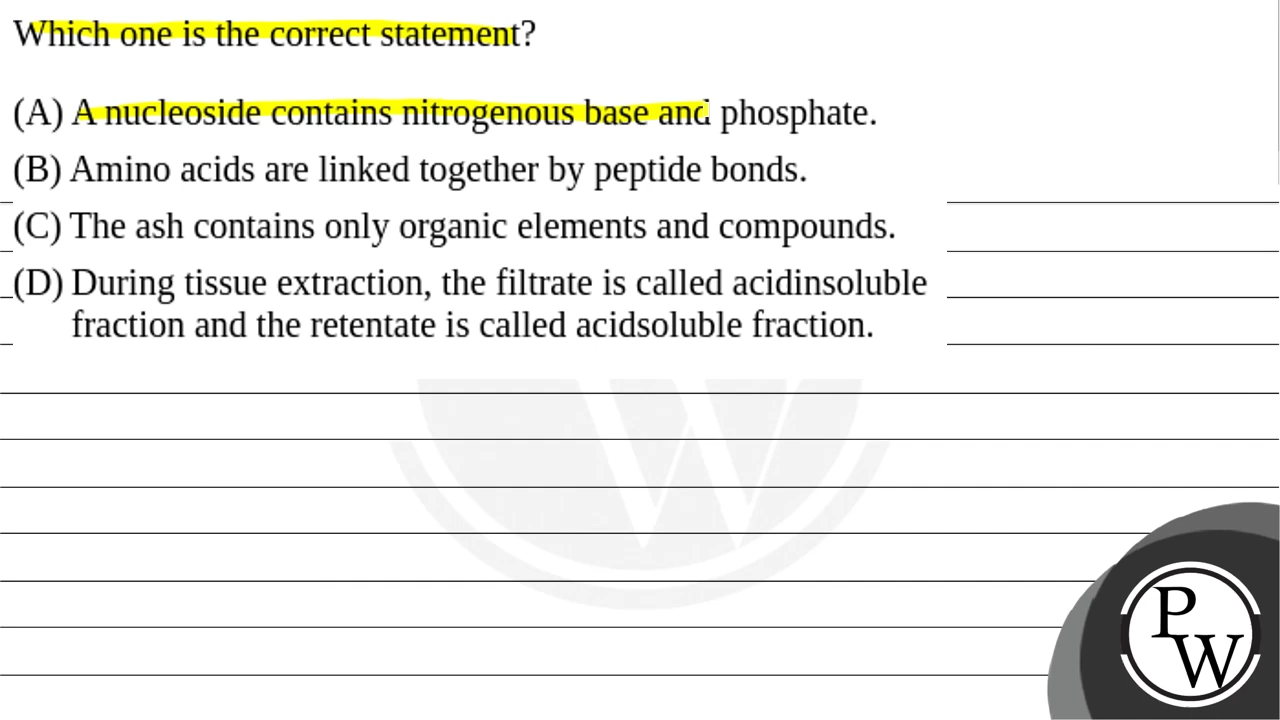 Which one is the correct statement?
(A) A nucleoside contains nitrogenous base and phosphate.
(B) Amino acids are linked together by peptide bonds.
(C) The ash contains only organic elements and compounds.
(D) During tissue extraction, the filtrate is called acidinsoluble
fraction and the retentate is called acidsoluble fraction.
P
W